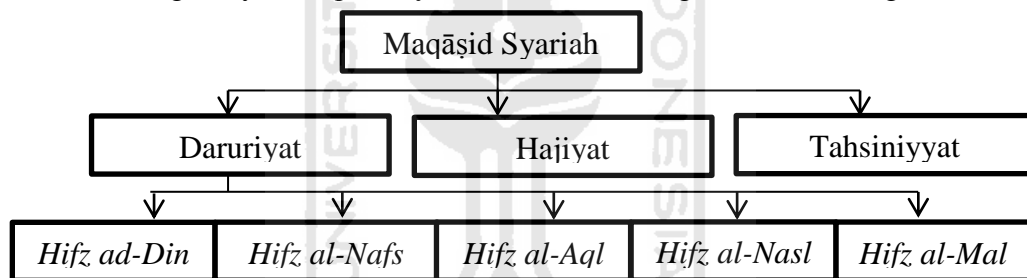 Maqāṣid Syariah
Daruriyat Hajiyat Tahsiniyyat
Hifz ad-Din Hifz al-Nafs Hifz al-Aql Hifz al-Nasl Hifz al-Mal